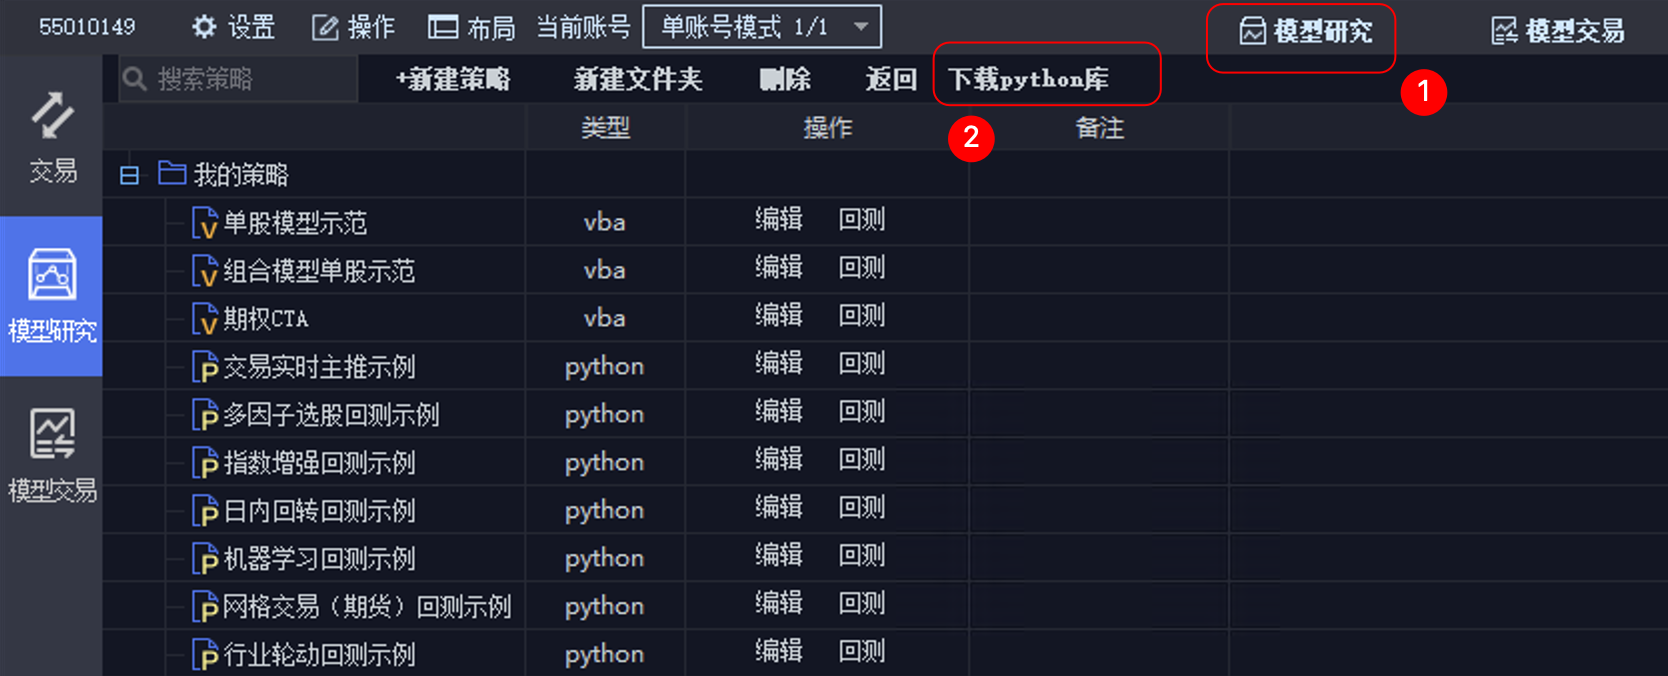 55010149 设置 操作 布局 当前账号 单账号模式 1/1 模型研究 模型交易
搜索策略 +新建策略 新建文件夹 删除 返回 下载python库 1
类型 操作 2 备注
交易
模型研究
模型交易
我的策略
单股模型示范 vba 编辑 回测
组合模型单股示范 vba 编辑 回测
期权CTA vba 编辑 回测
交易实时主推示例 python 编辑 回测
多因子选股回测示例 python 编辑 回测
指数增强回测示例 python 编辑 回测
日内回转回测示例 python 编辑 回测
机器学习回测示例 python 编辑 回测
网格交易（期货）回测示例 python 编辑 回测
行业轮动回测示例 python 编辑 回测